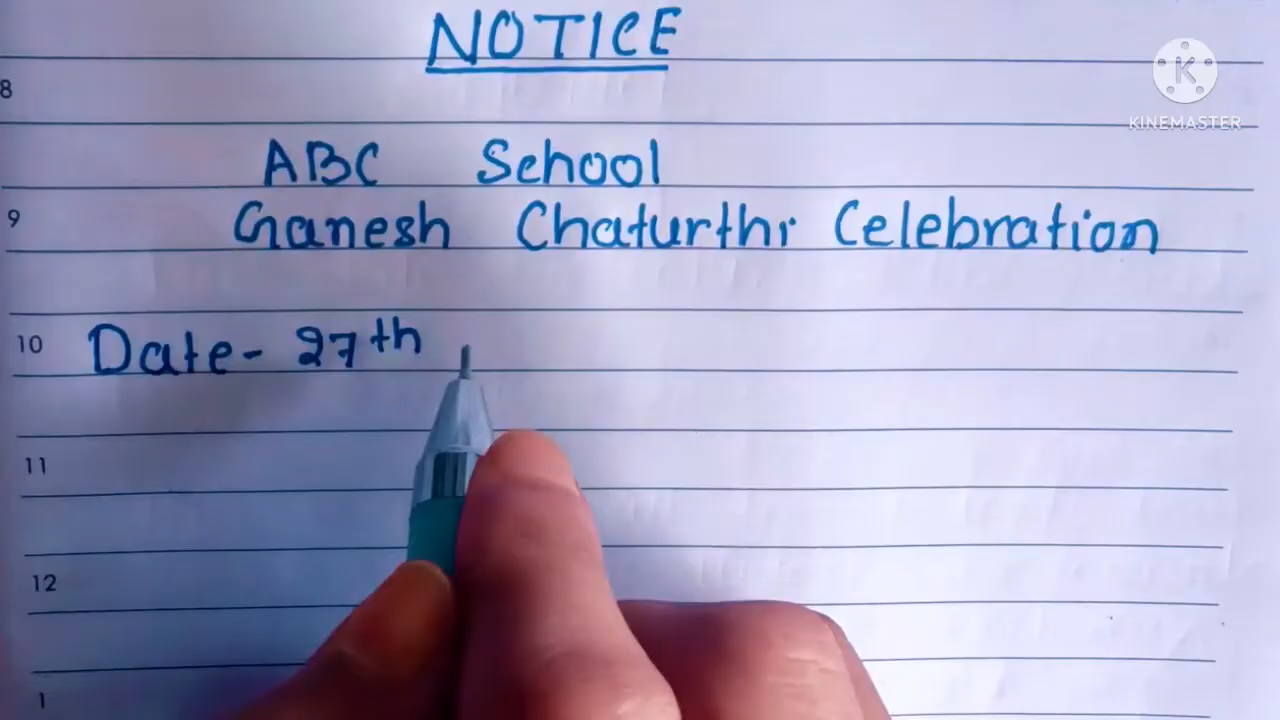 NOTICE
8
KINEMASTER
ABC School
9 Ganesh Chaturthi Celebration
10 Date- 27th
11
12
1